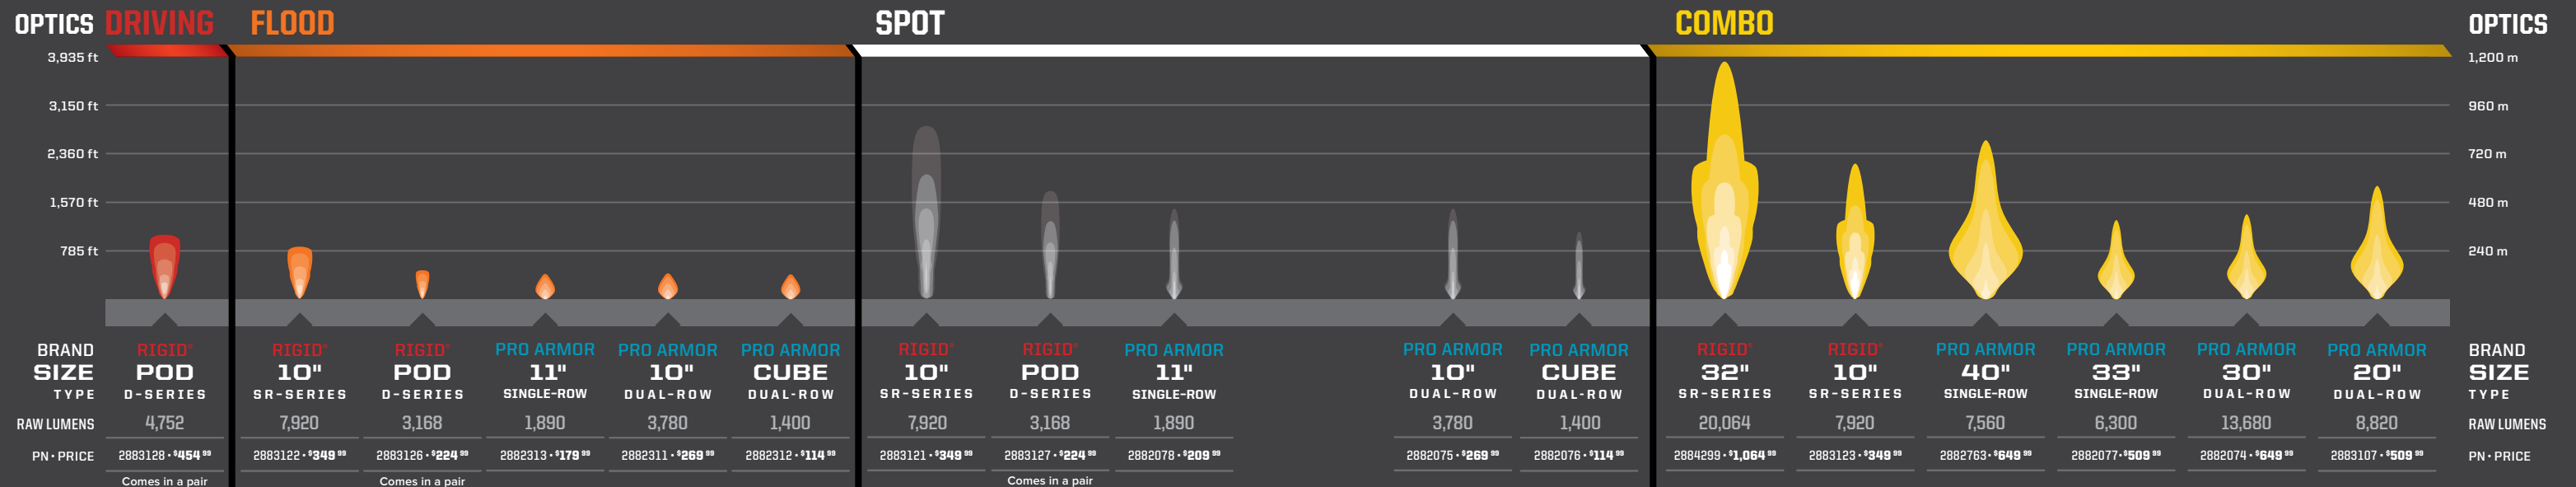 OPTICS DRIVING FLOOD SPOT COMBO OPTICS
3,935 ft 1,200 m
3,150 ft 960 m
2,360 ft 720 m
1,570 ft 480 m
785 ft 240 m
BRAND RIGID® RIGID® RIGID® PRO ARMOR PRO ARMOR PRO ARMOR RIGID® RIGID® PRO ARMOR PRO ARMOR PRO ARMOR RIGID® RIGID® PRO ARMOR PRO ARMOR PRO ARMOR PRO ARMOR BRAND
SIZE POD 10" POD 11" 10" CUBE 10" POD 11" 10" CUBE 32" 10" 40" 33" 30" 20" SIZE
TYPE D-SERIES SR-SERIES D-SERIES SINGLE-ROW DUAL-ROW DUAL-ROW SR-SERIES D-SERIES SINGLE-ROW DUAL-ROW DUAL-ROW SR-SERIES SR-SERIES SINGLE-ROW SINGLE-ROW DUAL-ROW DUAL-ROW TYPE
RAW LUMENS 4,752 7,920 3,168 1,890 3,780 1,400 7,920 3,168 1,890 3,780 1,400 20,064 7,920 7,560 6,300 13,680 8,820 RAW LUMENS
PN · PRICE 2883128 · $454 99 2883122 · $349 99 2883126 · $224 99 2882313 · $179 99 2882311 · $269 99 2882312 · $114 99 2883121 · $349 99 2883127 · $224 99 2882078 · $209 99 2882075 · $269 99 2882076 · $114 99 2884299 · $1,064 99 2883123 · $349 99 2882763 · $649 99 2882077 · $509 99 2882074 · $649 99 2883107 · $509 99 PN · PRICE
Comes in a pair Comes in a pair Comes in a pair